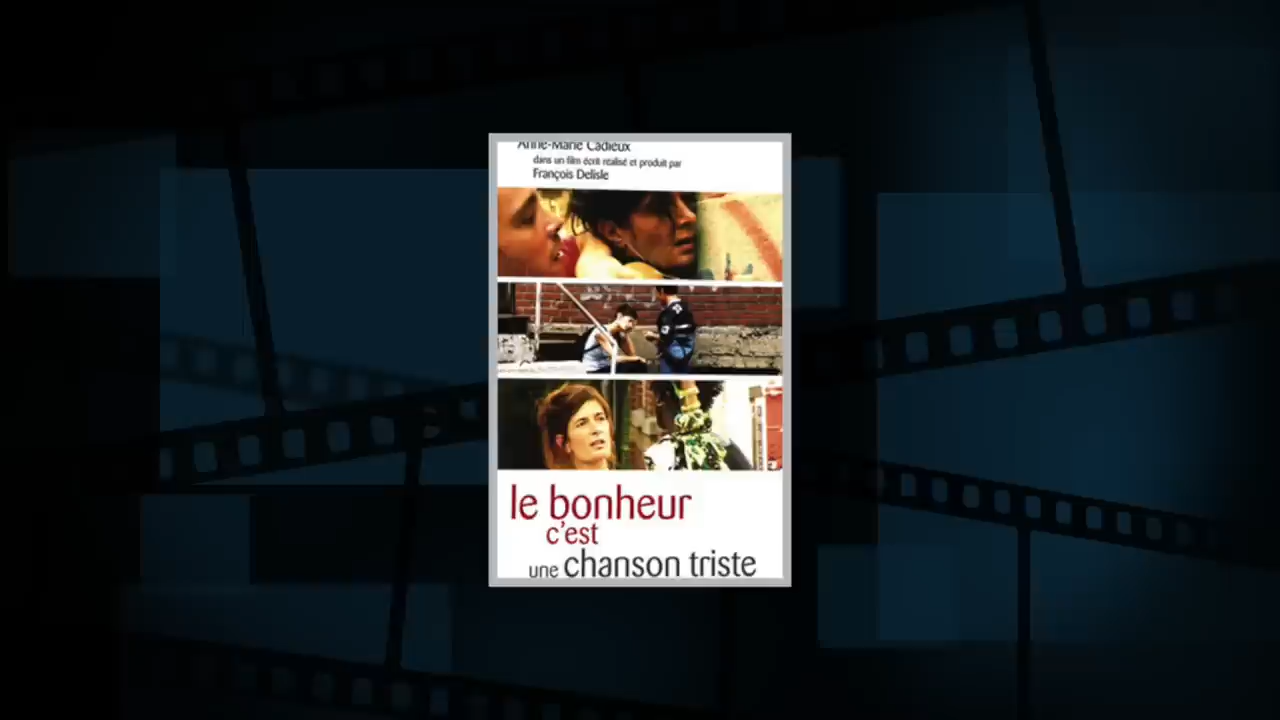 Anne-Marie Cadieux
dans un film écrit réalisé et produit par
François Delisle
le bonheur
c'est
une chanson triste